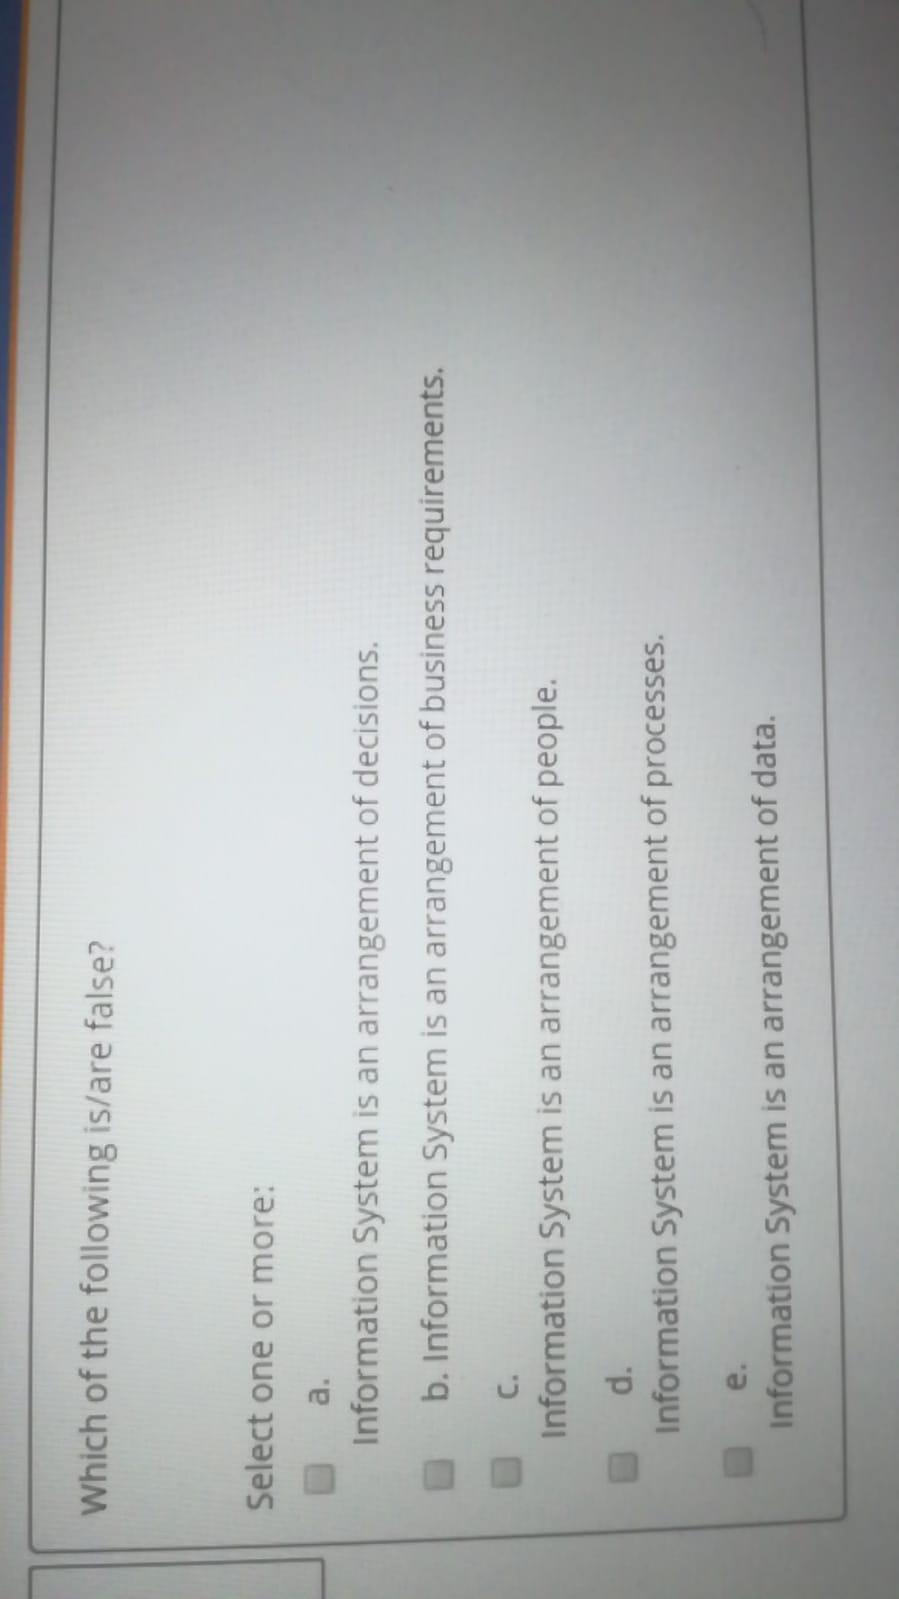 Which of the following is/are false?
Select one or more:
a.
Information System is an arrangement of decisions.
b. Information System is an arrangement of business requirements.
c.
Information System is an arrangement of people.
d.
Information System is an arrangement of processes.
e.
Information System is an arrangement of data.